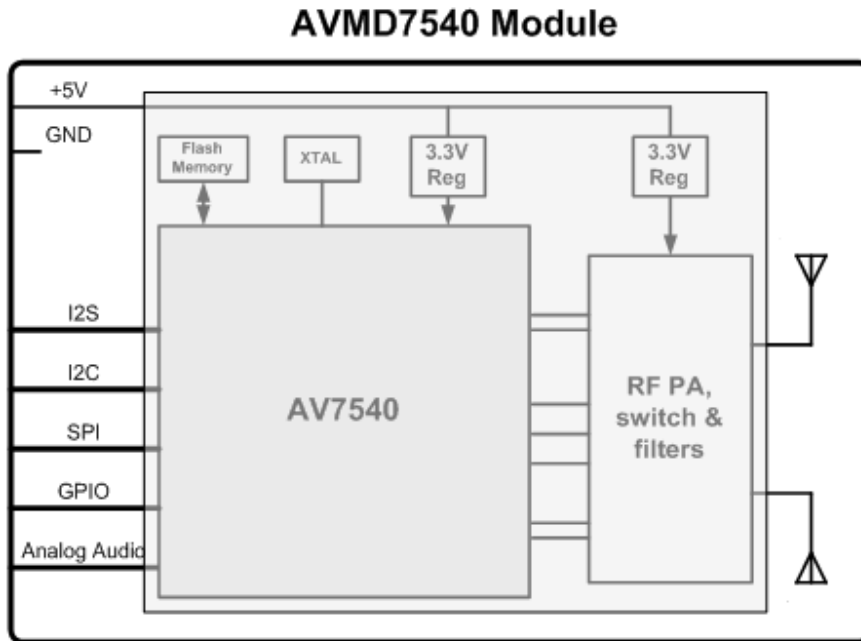 AVMD7540 Module
+5V
GND
Flash
Memory
XTAL
3.3V
Reg
3.3V
Reg
I2S
I2C
SPI
GPIO
Analog Audio
AV7540
RF PA,
switch &
filters